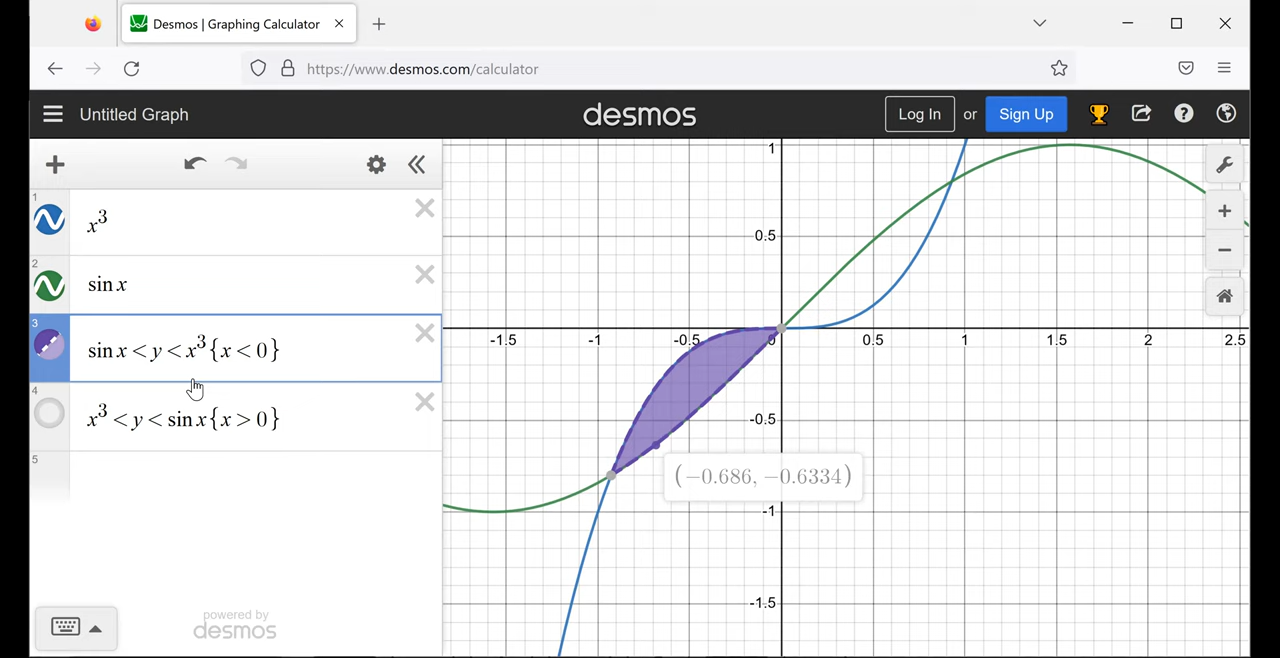 Desmos | Graphing Calculator
https://www.desmos.com/calculator
Untitled Graph
desmos
Log In or Sign Up
1 x³
2 sin x
3 sin x < y < x³ {x < 0}
4 x³ < y < sin x {x > 0}
5
powered by
desmos
1
0.5
-1.5 -1 -0.5 0 0.5 1 1.5 2 2.5
-0.5
(−0.686, −0.6334)
-1
-1.5